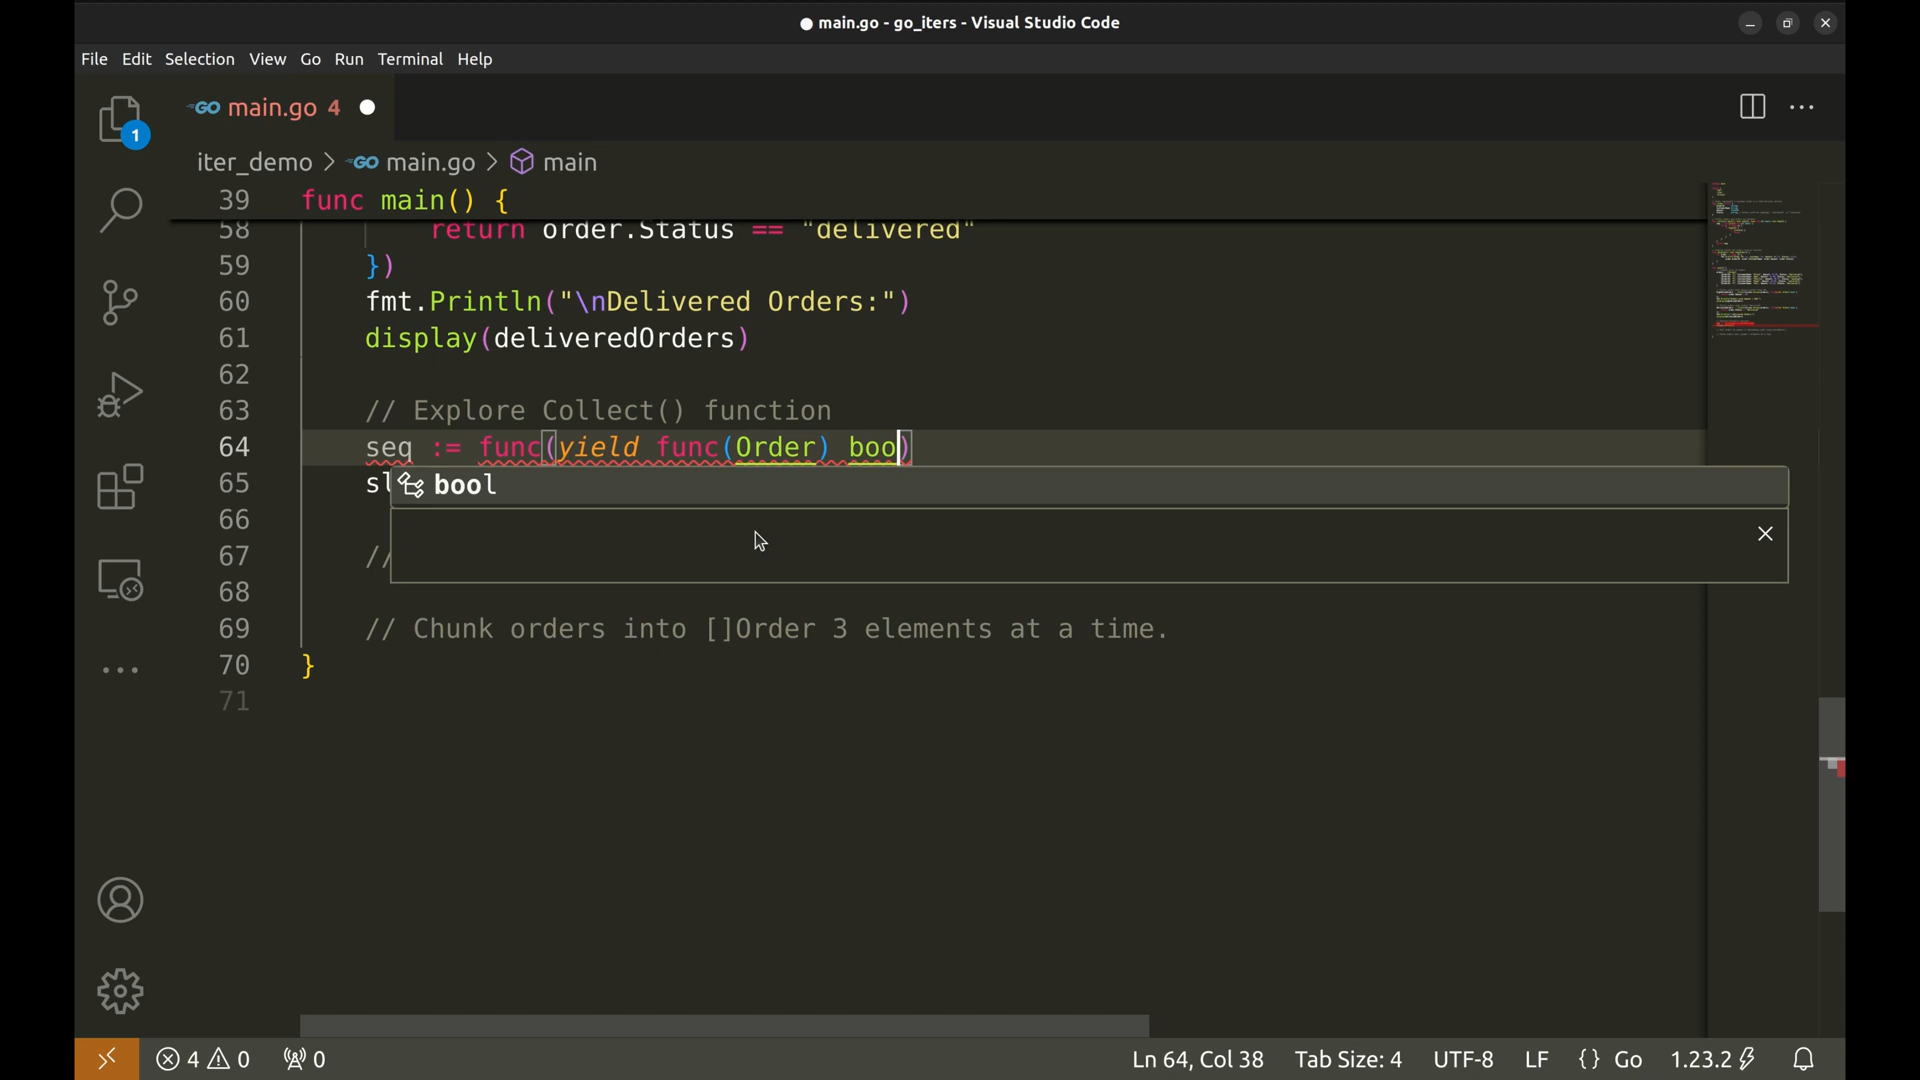 main.go - go_iters - Visual Studio Code
File Edit Selection View Go Run Terminal Help
GO main.go 4
1
iter_demo > GO main.go > main
39 func main() {
58 return order.Status == "delivered"
59 })
60 fmt.Println("\nDelivered Orders:")
61 display(deliveredOrders)
62
63 // Explore Collect() function
64 seq := func(yield func(Order) boo)
65 sl
bool
66
67 //
68
69 // Chunk orders into []Order 3 elements at a time.
70 }
71
4 0 0 Ln 64, Col 38 Tab Size: 4 UTF-8 LF {} Go 1.23.2